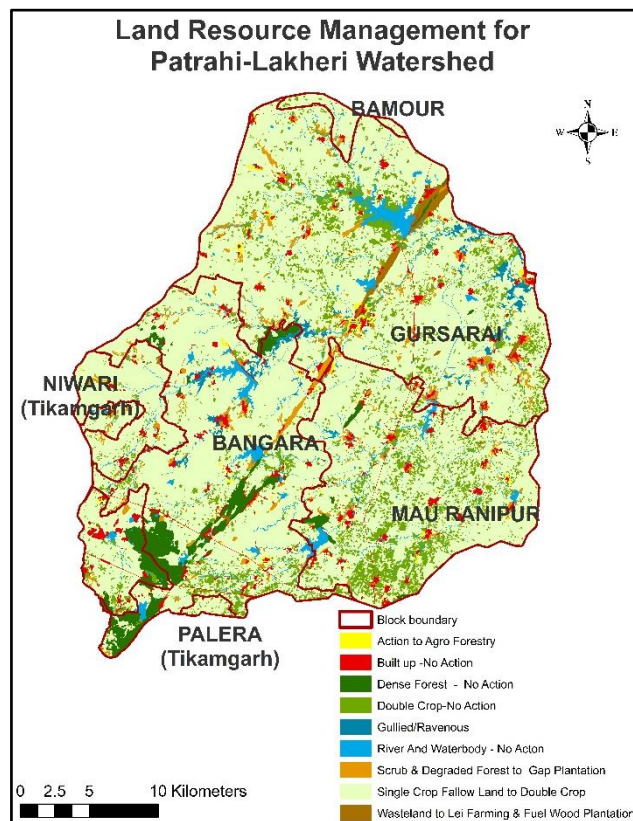 Land Resource Management for
Patrahi-Lakheri Watershed
BAMOUR
N
W E
S
GURSARAI
NIWARI
(Tikamgarh)
BANGARA
MAU RANIPUR
PALERA
(Tikamgarh)
Block boundary
Action to Agro Forestry
Built up -No Action
Dense Forest - No Action
Double Crop-No Action
Gullied/Ravenous
River And Waterbody - No Acton
Scrub & Degraded Forest to Gap Plantation
Single Crop Fallow Land to Double Crop
Wasteland to Lei Farming & Fuel Wood Plantation
0 2.5 5 10 Kilometers